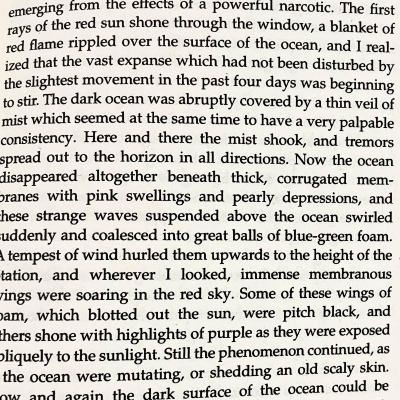 emerging from the effects of a powerful narcotic. The first
rays of the red sun shone through the window, a blanket of
red flame rippled over the surface of the ocean, and I real-
ized that the vast expanse which had not been disturbed by
the slightest movement in the past four days was beginning
to stir. The dark ocean was abruptly covered by a thin veil of
mist which seemed at the same time to have a very palpable
consistency. Here and there the mist shook, and tremors
spread out to the horizon in all directions. Now the ocean
disappeared altogether beneath thick, corrugated mem-
branes with pink swellings and pearly depressions, and
these strange waves suspended above the ocean swirled
suddenly and coalesced into great balls of blue-green foam.
A tempest of wind hurled them upwards to the height of the
tation, and wherever I looked, immense membranous
wings were soaring in the red sky. Some of these wings of
oam, which blotted out the sun, were pitch black, and
thers shone with highlights of purple as they were exposed
bliquely to the sunlight. Still the phenomenon continued, as
the ocean were mutating, or shedding an old scaly skin.
ow and again the dark surface of the ocean could be